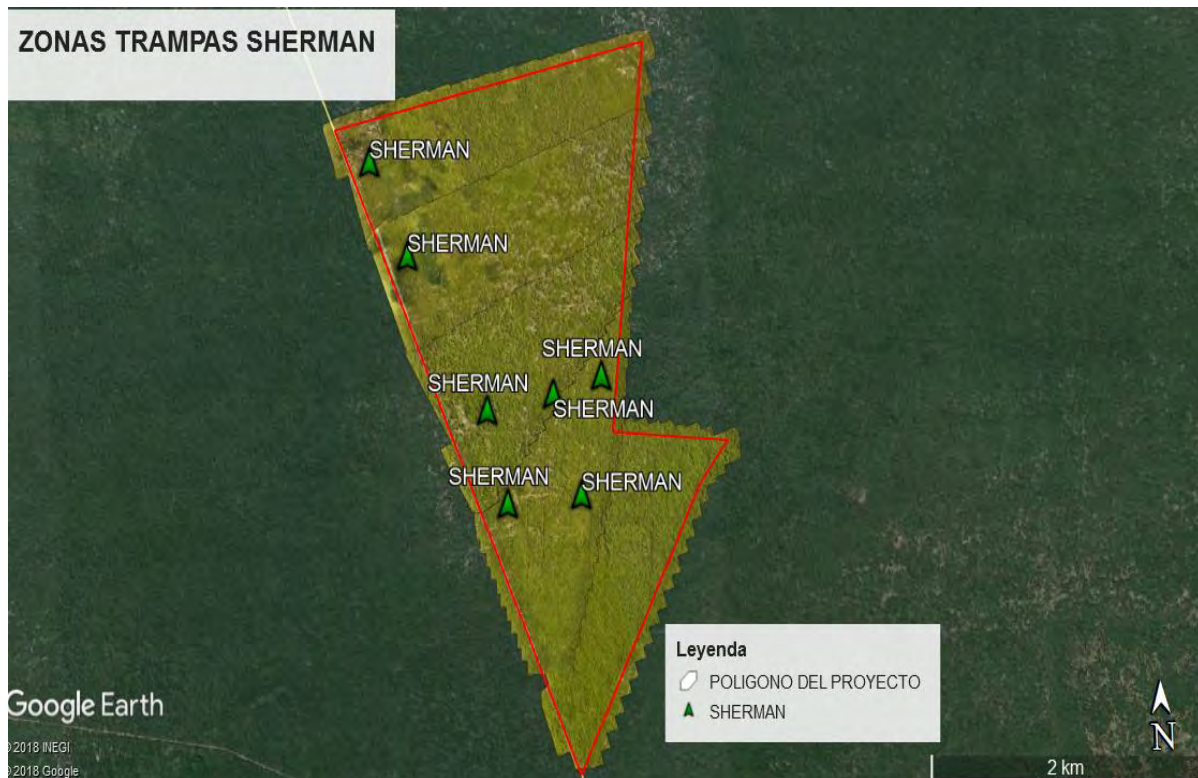 ZONAS TRAMPAS SHERMAN
SHERMAN
SHERMAN
SHERMAN
SHERMAN
SHERMAN
SHERMAN
SHERMAN
Leyenda
POLIGONO DEL PROYECTO
SHERMAN
Google Earth
© 2018 INEGI
© 2018 Google
2 km
N